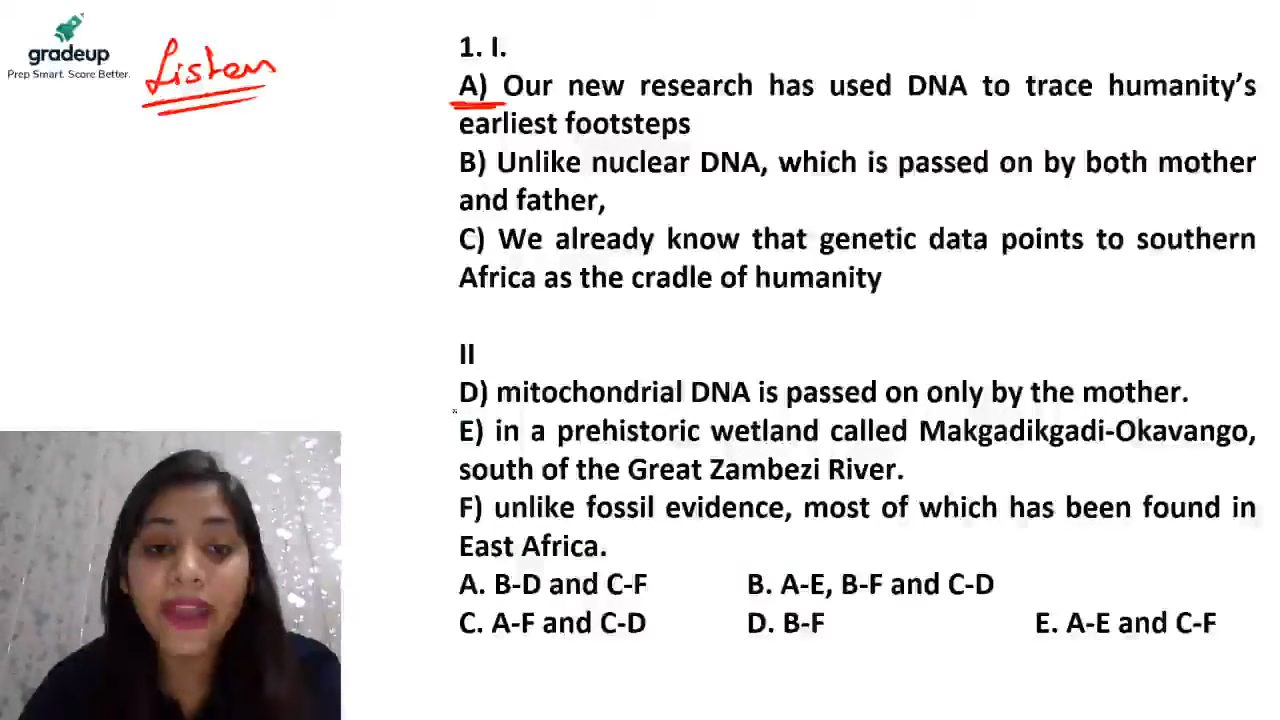 gradeup
Prep Smart. Score Better.
Listen
1. I.
A) Our new research has used DNA to trace humanity’s
earliest footsteps
B) Unlike nuclear DNA, which is passed on by both mother
and father,
C) We already know that genetic data points to southern
Africa as the cradle of humanity
II
D) mitochondrial DNA is passed on only by the mother.
E) in a prehistoric wetland called Makgadikgadi-Okavango,
south of the Great Zambezi River.
F) unlike fossil evidence, most of which has been found in
East Africa.
A. B-D and C-F B. A-E, B-F and C-D
C. A-F and C-D D. B-F E. A-E and C-F